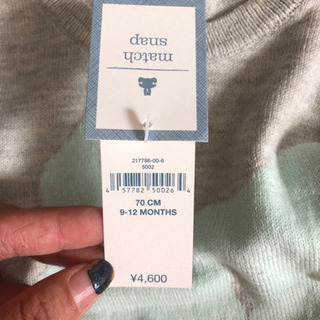 match
snap
217786-00-6
5002
4 57782 50026 4
70 CM
9-12 MONTHS
¥4,600